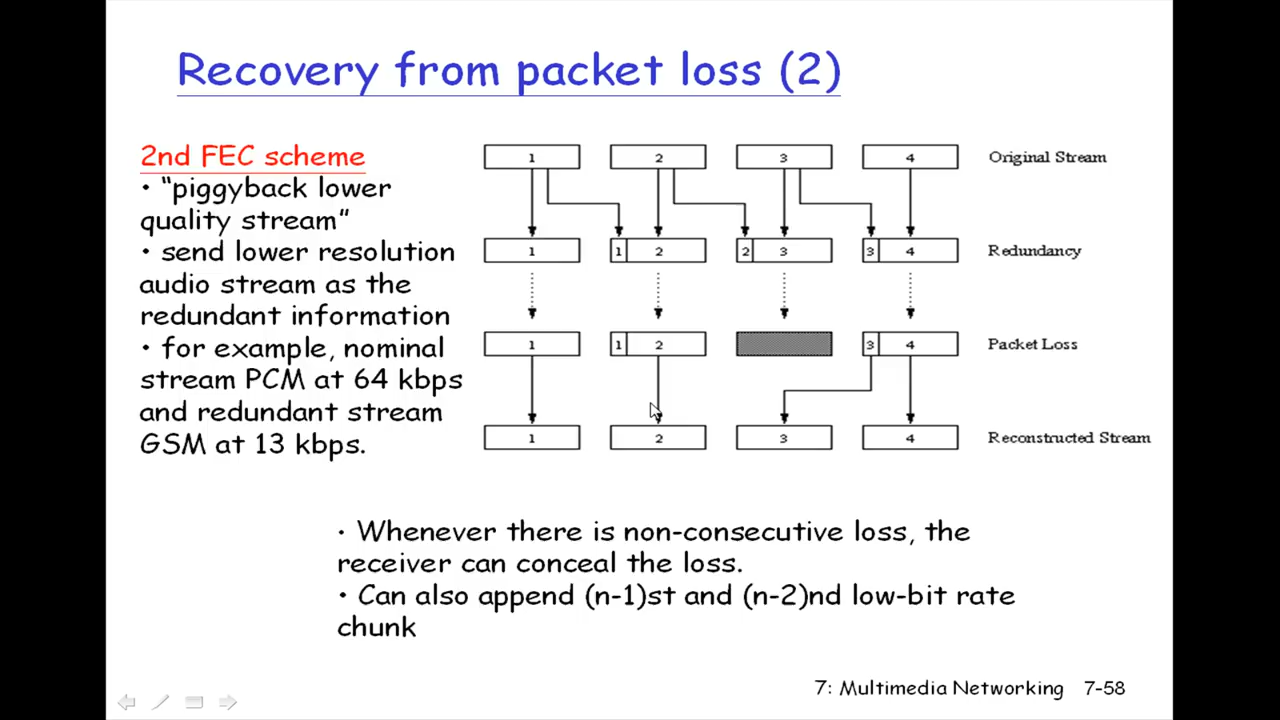 Recovery from packet loss (2)
2nd FEC scheme
• “piggyback lower
quality stream”
• send lower resolution
audio stream as the
redundant information
• for example, nominal
stream PCM at 64 kbps
and redundant stream
GSM at 13 kbps.
1 2 3 4 Original Stream
1 1 2 2 3 3 4 Redundancy
1 1 2 3 4 Packet Loss
1 2 3 4 Reconstructed Stream
• Whenever there is non-consecutive loss, the
receiver can conceal the loss.
• Can also append (n-1)st and (n-2)nd low-bit rate
chunk
7: Multimedia Networking 7-58